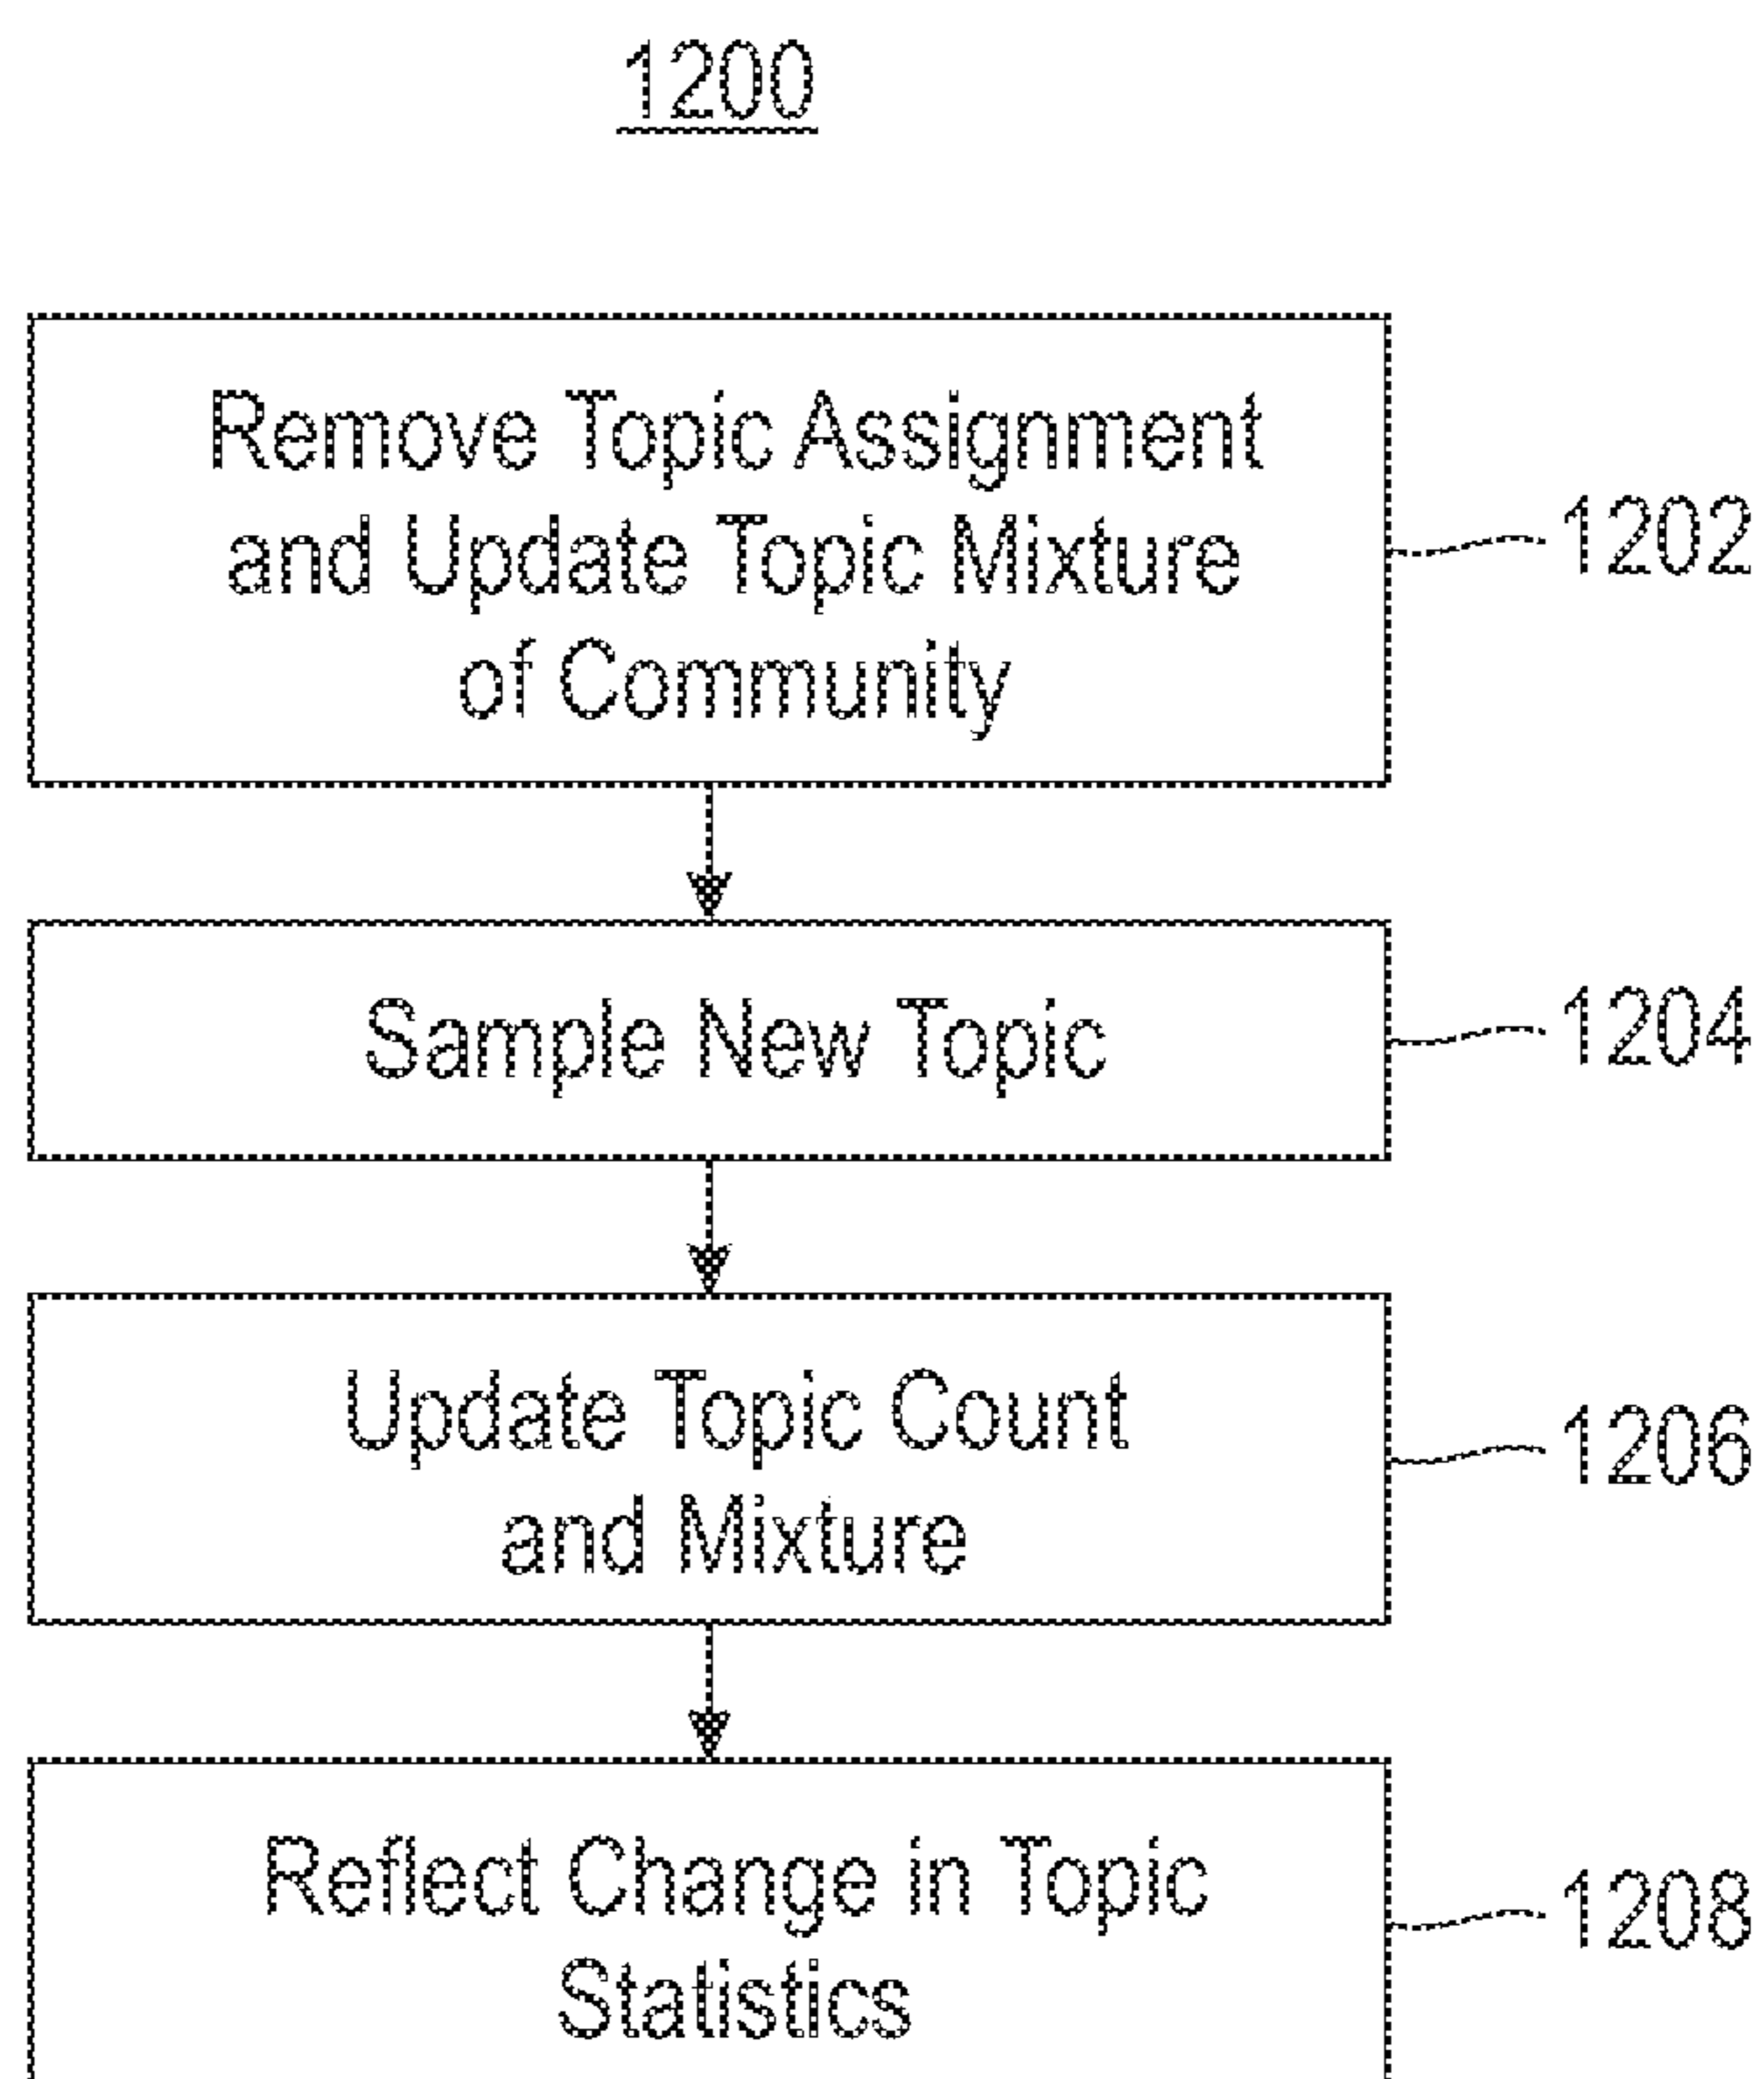 1200
Remove Topic Assignment
and Update Topic Mixture
of Community
1202
Sample New Topic
1204
Update Topic Count
and Mixture
1206
Reflect Change in Topic
Statistics
1208